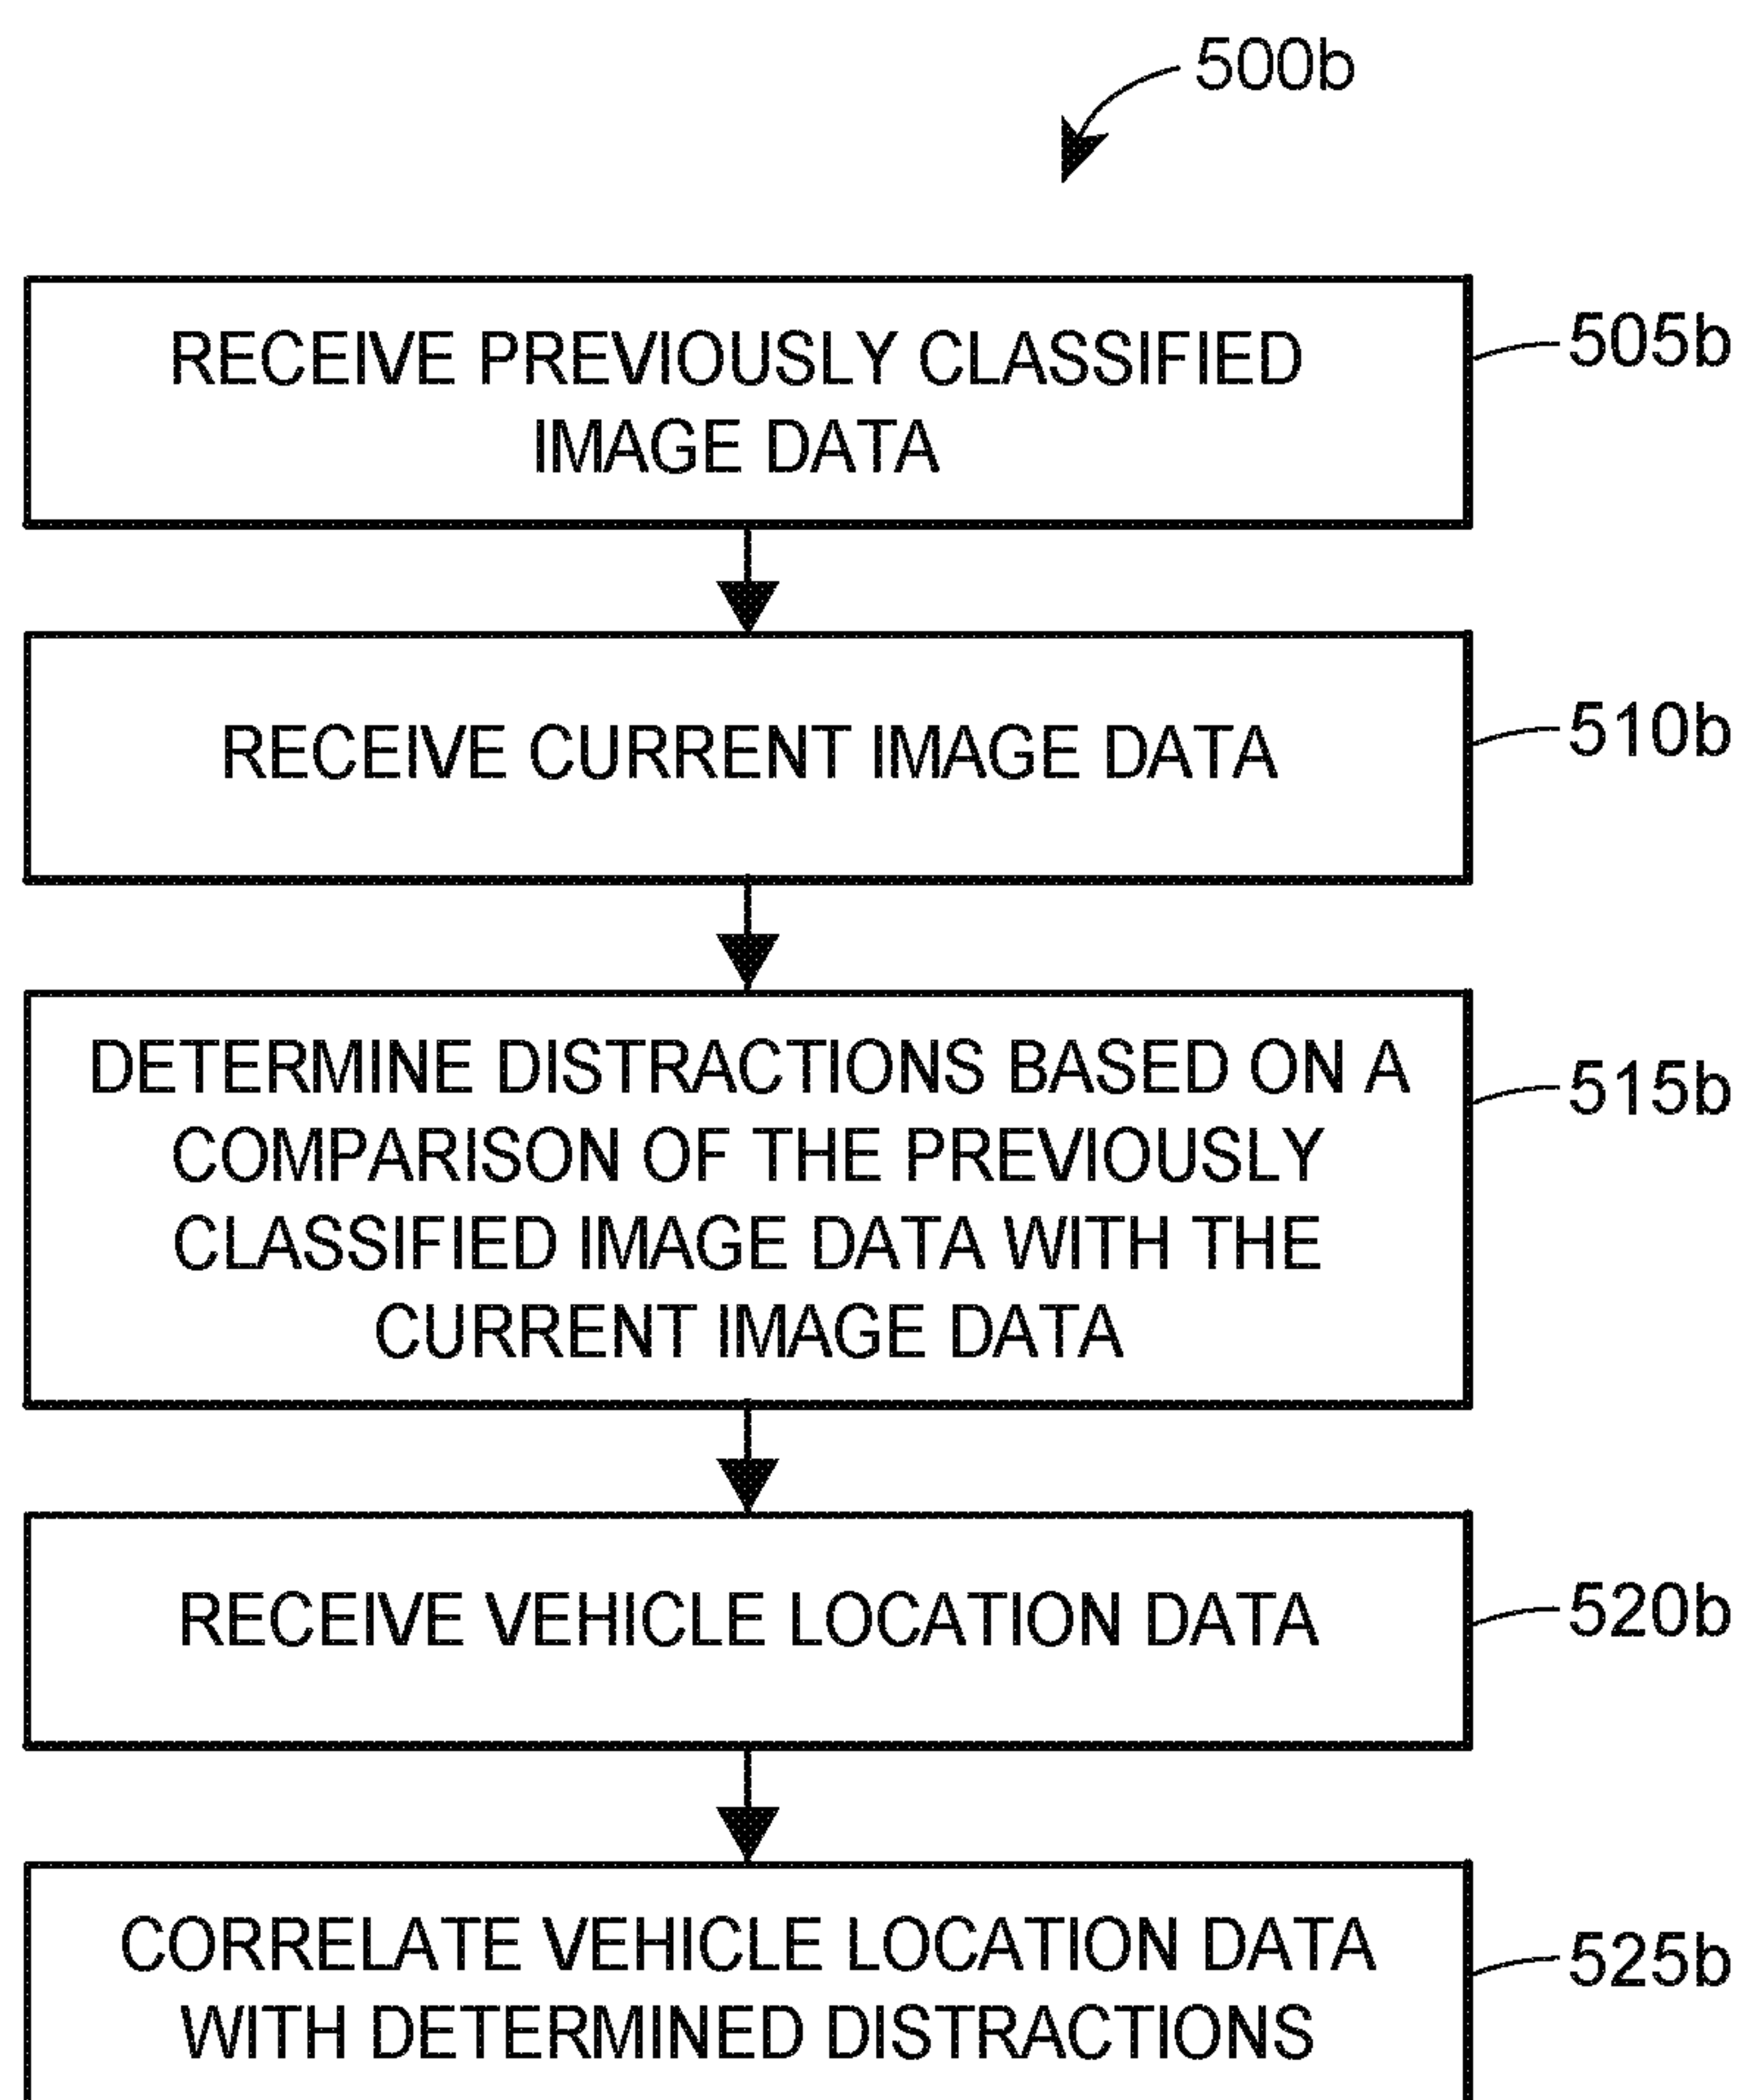 500b
RECEIVE PREVIOUSLY CLASSIFIED
IMAGE DATA
505b
RECEIVE CURRENT IMAGE DATA
510b
DETERMINE DISTRACTIONS BASED ON A
COMPARISON OF THE PREVIOUSLY
CLASSIFIED IMAGE DATA WITH THE
CURRENT IMAGE DATA
515b
RECEIVE VEHICLE LOCATION DATA
520b
CORRELATE VEHICLE LOCATION DATA
WITH DETERMINED DISTRACTIONS
525b